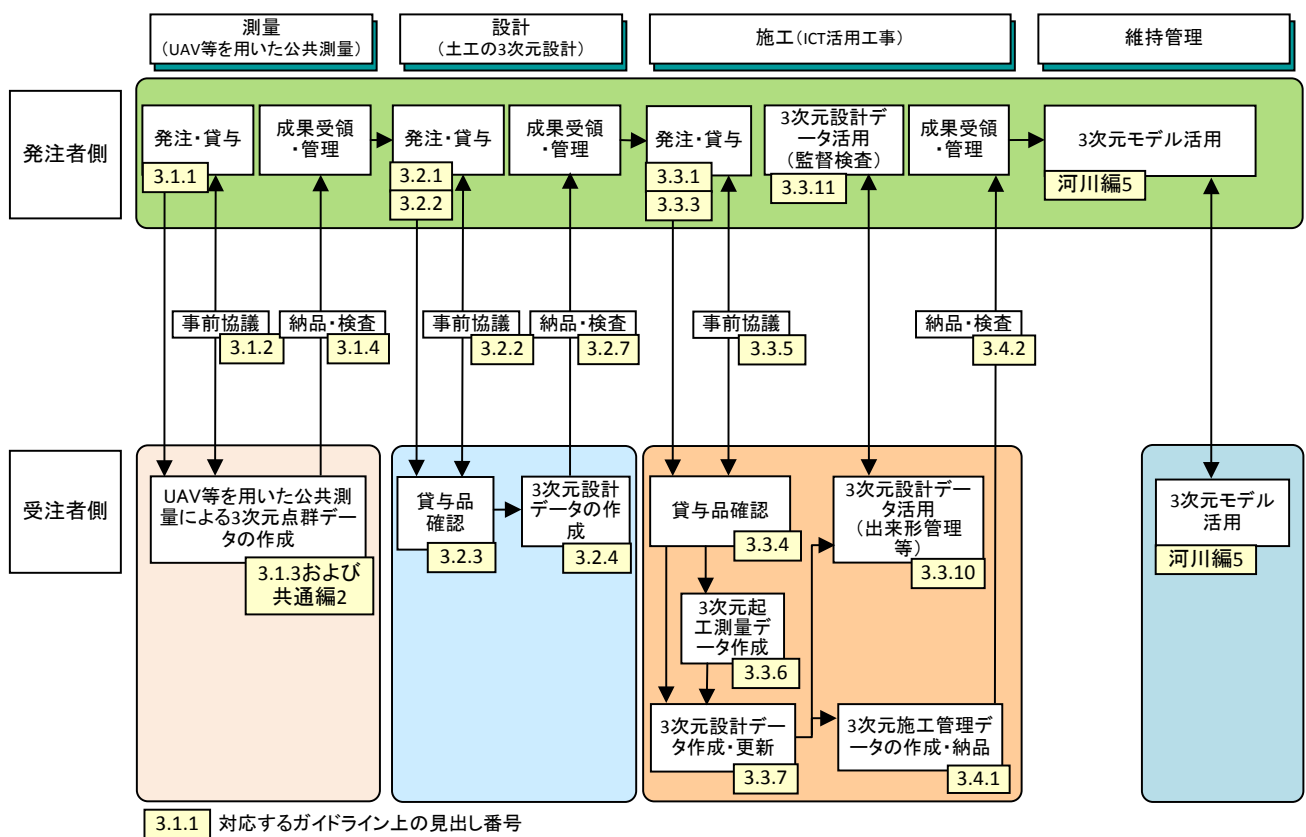 測量
(UAV等を用いた公共測量)
設計
(土工の3次元設計)
施工(ICT活用工事)
維持管理
発注者側
発注・貸与
3.1.1
成果受領
・管理
発注・貸与
3.2.1
3.2.2
成果受領
・管理
発注・貸与
3.3.1
3.3.3
3次元設計デ
ータ活用
(監督検査)
3.3.11
成果受領
・管理
3次元モデル活用
河川編5
事前協議
3.1.2
納品・検査
3.1.4
事前協議
3.2.2
納品・検査
3.2.7
事前協議
3.3.5
納品・検査
3.4.2
受注者側
UAV等を用いた公共測
量による3次元点群デー
タの作成
3.1.3および
共通編2
貸与品
確認
3.2.3
3次元設計
データの作
成
3.2.4
貸与品確認
3.3.4
3次元起
工測量デ
ータ作成
3.3.6
3次元設計デー
タ作成・更新
3.3.7
3次元設計デー
タ活用
(出来形管理
等)
3.3.10
3次元施工管理デ
ータの作成・納品
3.4.1
3次元モデル
活用
河川編5
3.1.1 対応するガイドライン上の見出し番号